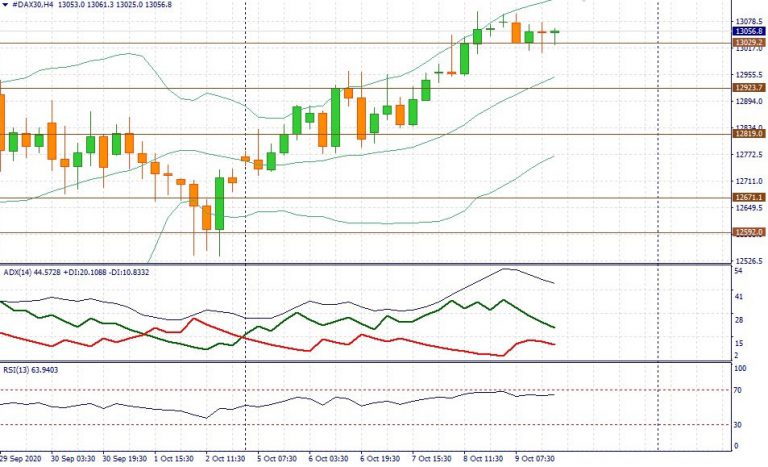 #DAX30,H4 13053.0 13061.3 13025.0 13056.8
13078.5
13056.8
13029.2
13017.0
12955.5
12923.7
12894.0
12834.0
12819.0
12772.5
12711.0
12671.1
12649.5
12592.0
12526.5
ADX(14) 44.5728 +DI:20.1088 -DI:10.8332
54
41
28
15
2
RSI(13) 63.9403
100
70
30
0
29 Sep 2020
30 Sep 03:30
30 Sep 19:30
1 Oct 15:30
2 Oct 11:30
5 Oct 07:30
6 Oct 03:30
6 Oct 19:30
7 Oct 15:30
8 Oct 11:30
9 Oct 07:30